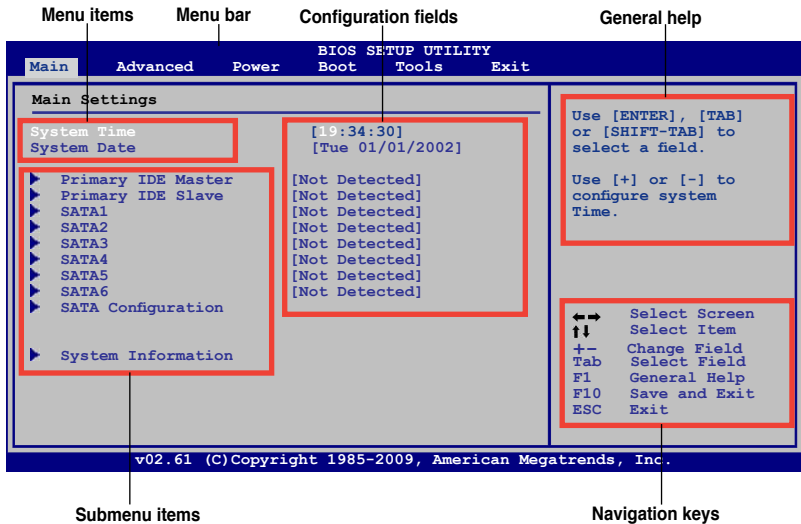 Menu items Menu bar Configuration fields General help
BIOS SETUP UTILITY
Main Advanced Power Boot Tools Exit
Main Settings
System Time [19:34:30]
System Date [Tue 01/01/2002]
Primary IDE Master [Not Detected]
Primary IDE Slave [Not Detected]
SATA1 [Not Detected]
SATA2 [Not Detected]
SATA3 [Not Detected]
SATA4 [Not Detected]
SATA5 [Not Detected]
SATA6 [Not Detected]
SATA Configuration
System Information
Use [ENTER], [TAB]
or [SHIFT-TAB] to
select a field.
Use [+] or [-] to
configure system
Time.
←→ Select Screen
↑↓ Select Item
+- Change Field
Tab Select Field
F1 General Help
F10 Save and Exit
ESC Exit
v02.61 (C)Copyright 1985-2009, American Megatrends, Inc.
Submenu items Navigation keys